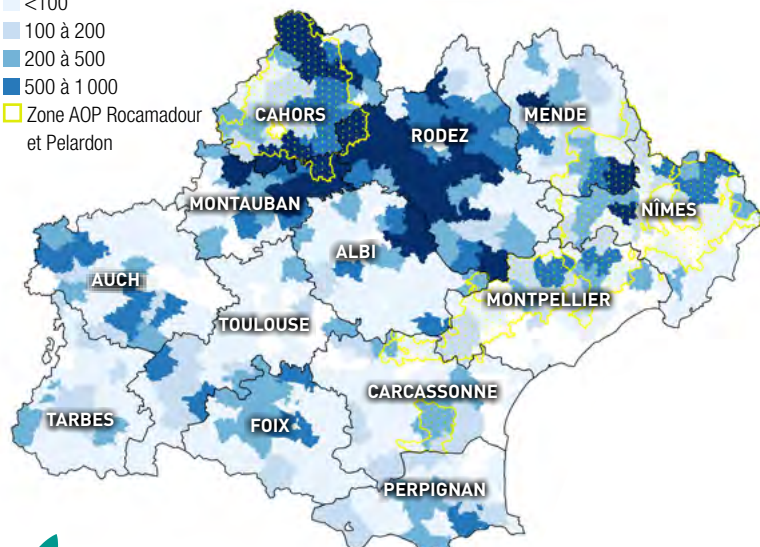 <100
100 à 200
200 à 500
500 à 1 000
Zone AOP Rocamadour
et Pelardon
CAHORS
RODEZ
MENDE
NÎMES
MONTAUBAN
ALBI
AUCH
MONTPELLIER
TOULOUSE
CARCASSONNE
TARBES
FOIX
PERPIGNAN